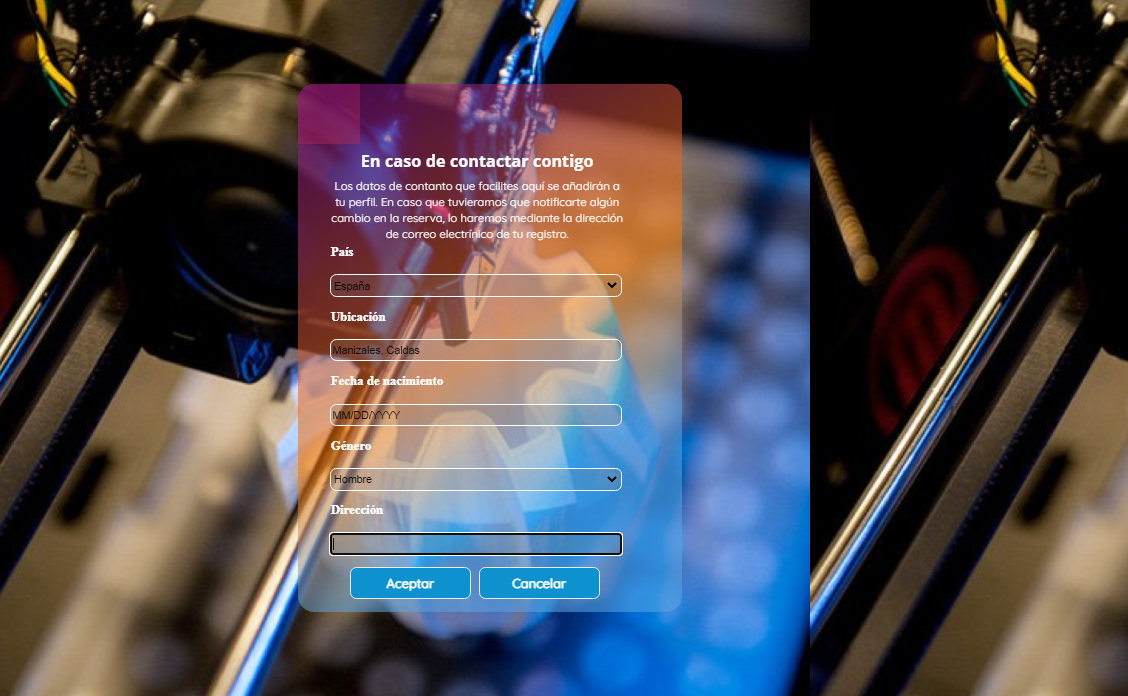 En caso de contactar contigo
Los datos de contanto que facilites aquí se añadirán a
tu perfil. En caso que tuvieramos que notificarte algún
cambio en la reserva, lo haremos mediante la dirección
de correo electrínico de tu registro.
País
España
Ubicación
Manizales, Caldas
Fecha de nacimiento
MM/DD/YYYY
Género
Hombre
Dirección
Aceptar
Cancelar